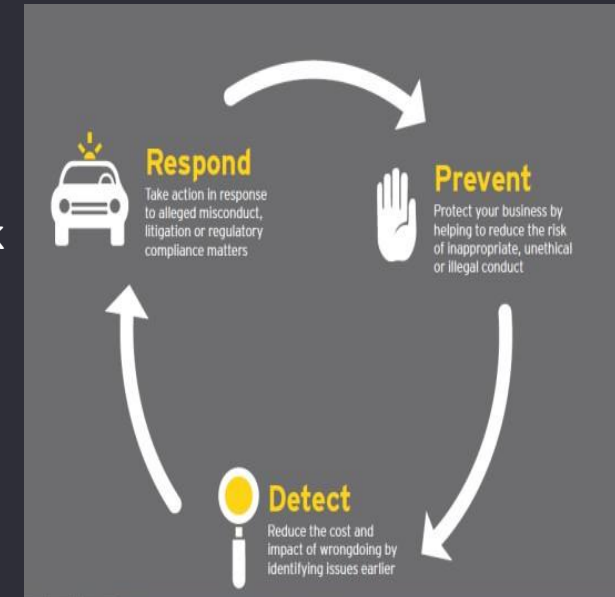 Respond
Take action in response
to alleged misconduct,
litigation or regulatory
compliance matters
Prevent
Protect your business by
helping to reduce the risk
of inappropriate, unethical
or illegal conduct
Detect
Reduce the cost and
impact of wrongdoing by
identifying issues earlier